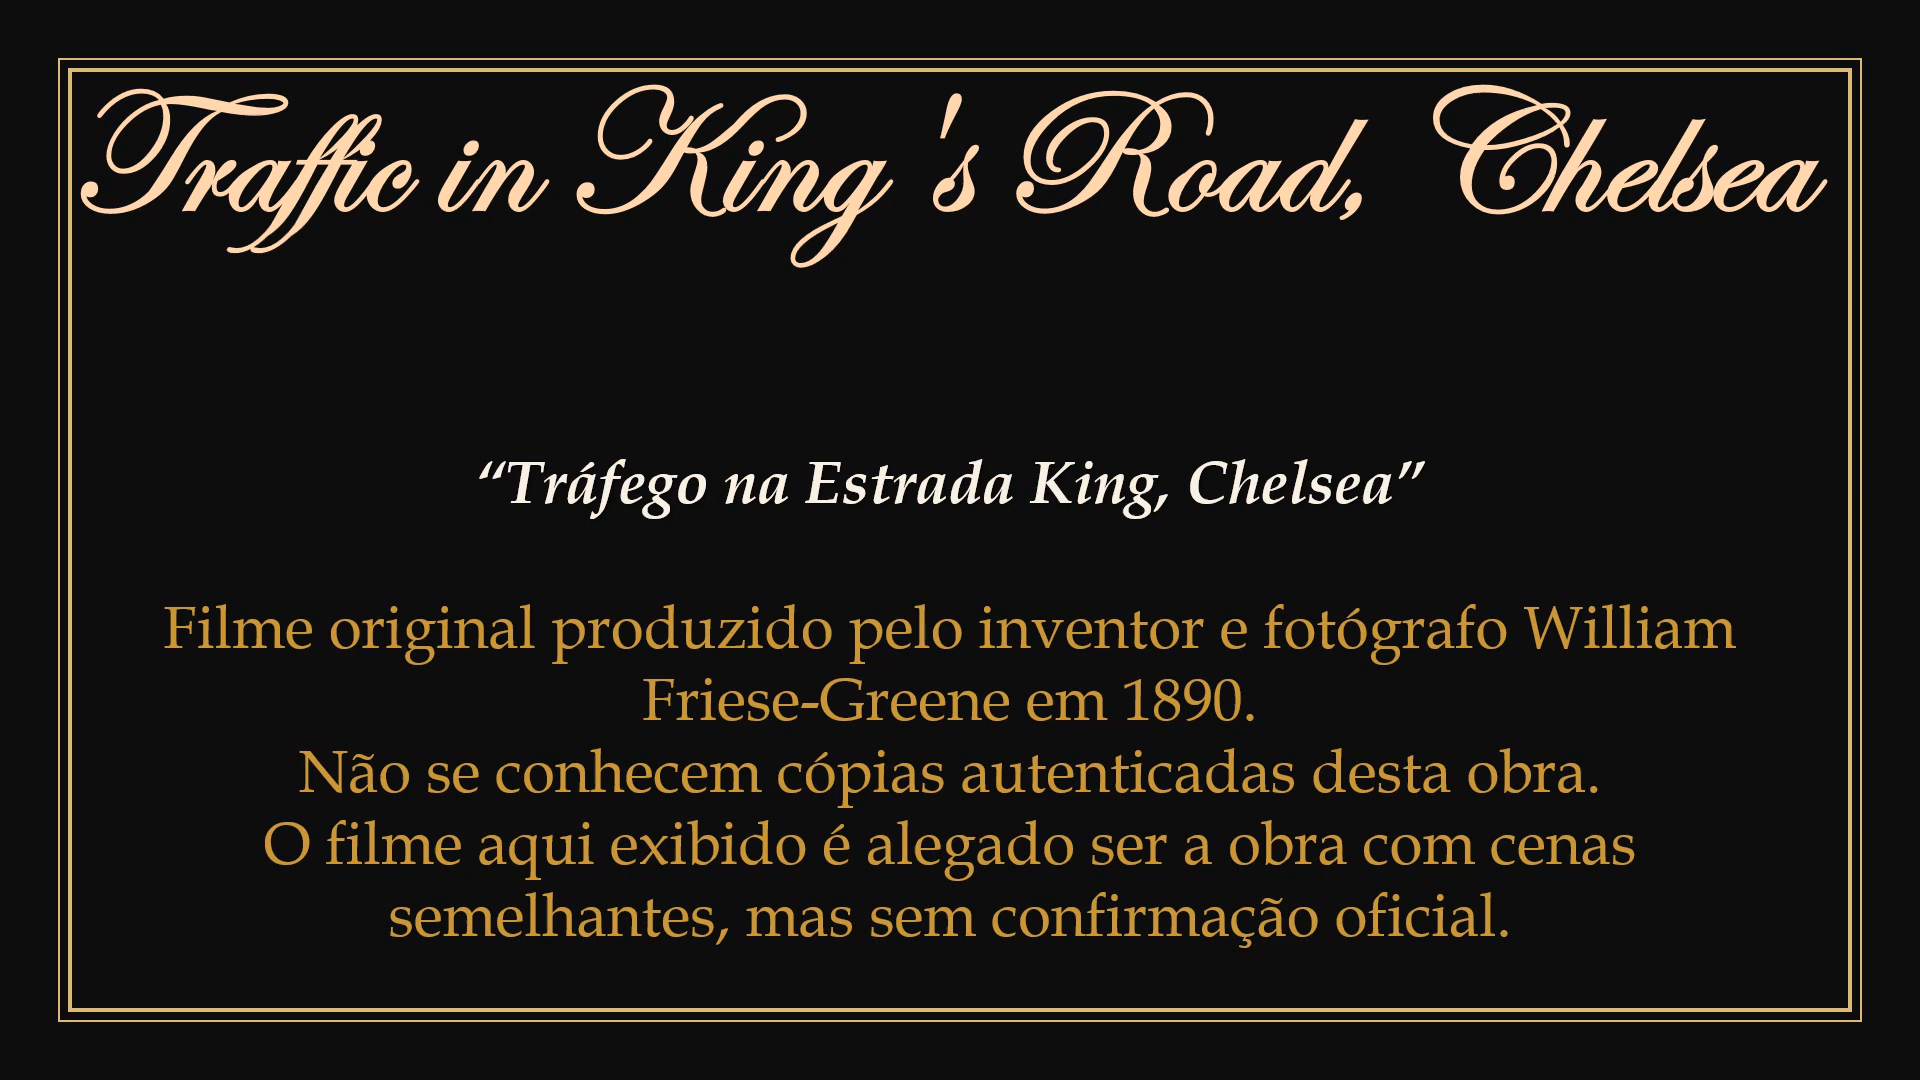 Traffic in King 's Road, Chelsea
“Tráfego na Estrada King, Chelsea”
Filme original produzido pelo inventor e fotógrafo William
Friese-Greene em 1890.
Não se conhecem cópias autenticadas desta obra.
O filme aqui exibido é alegado ser a obra com cenas
semelhantes, mas sem confirmação oficial.